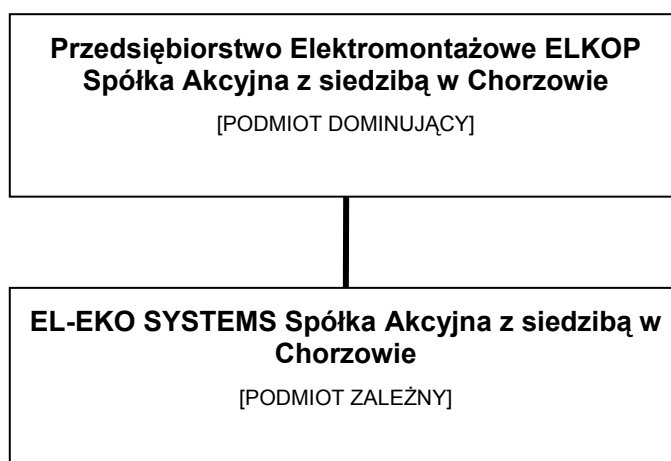 Przedsiębiorstwo Elektromontażowe ELKOP
Spółka Akcyjna z siedzibą w Chorzowie
[PODMIOT DOMINUJĄCY]
EL-EKO SYSTEMS Spółka Akcyjna z siedzibą w
Chorzowie
[PODMIOT ZALEŻNY]